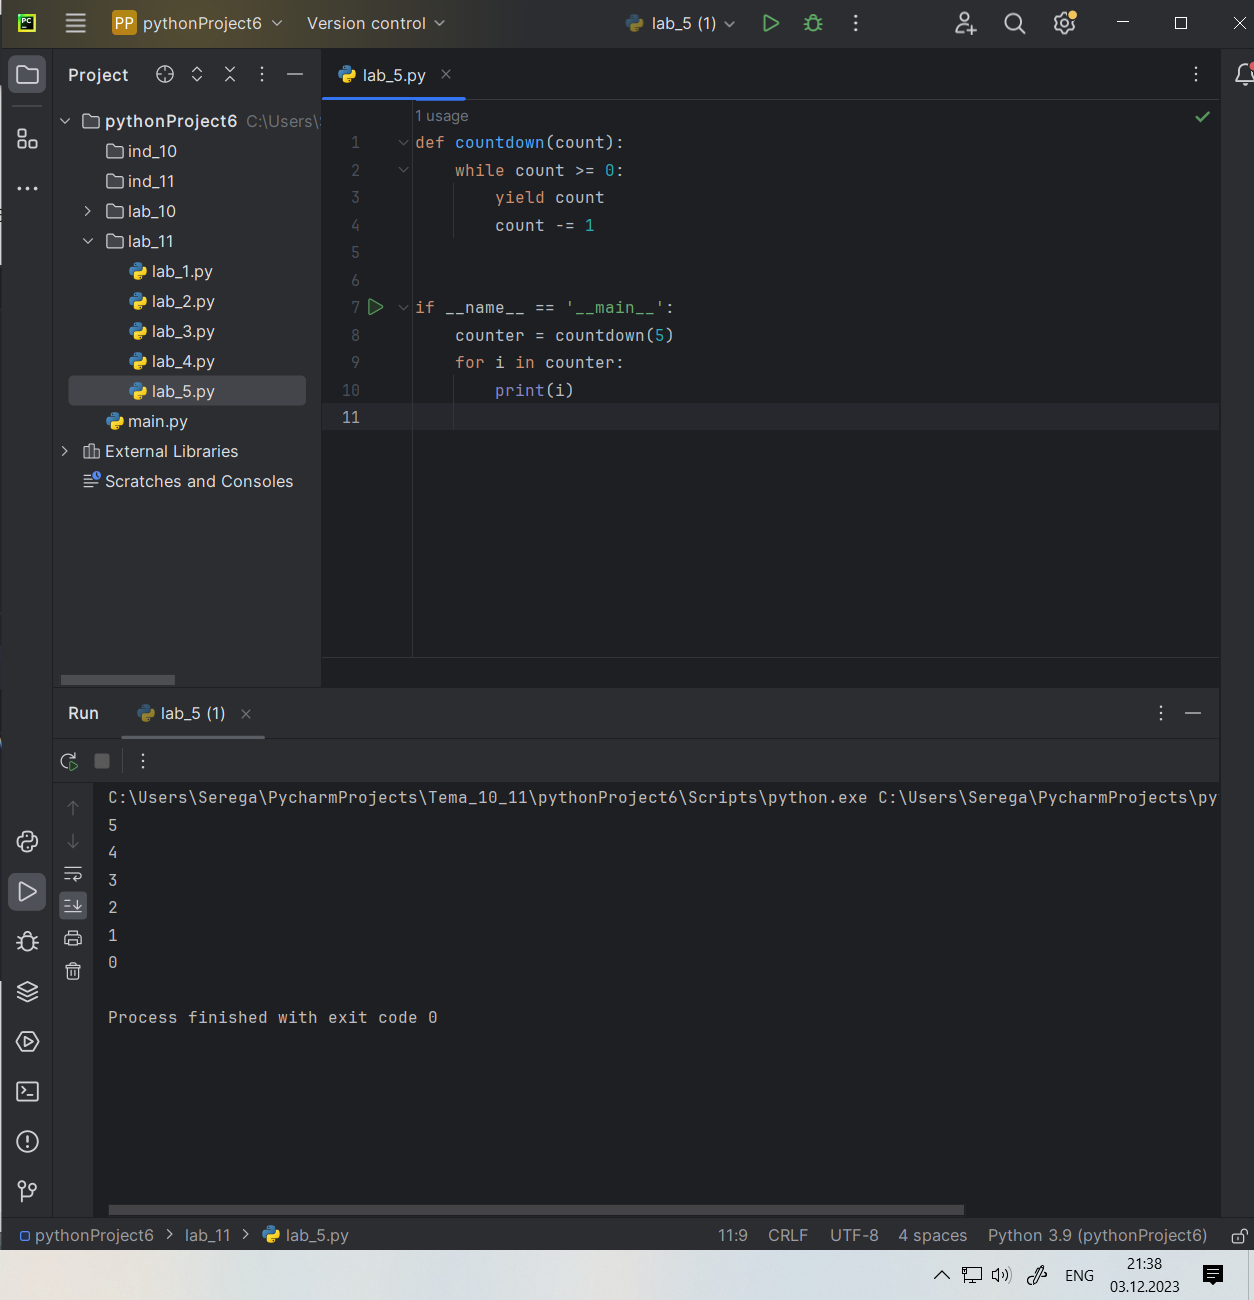 PC
PP pythonProject6 Version control lab_5 (1)
Project
lab_5.py
pythonProject6 C:\Users\
ind_10
ind_11
lab_10
lab_11
lab_1.py
lab_2.py
lab_3.py
lab_4.py
lab_5.py
main.py
External Libraries
Scratches and Consoles
1 usage
1 def countdown(count):
2 while count >= 0:
3 yield count
4 count -= 1
5
6
7 if __name__ == '__main__':
8 counter = countdown(5)
9 for i in counter:
10 print(i)
11
Run lab_5 (1)
C:\Users\Serega\PycharmProjects\Tema_10_11\pythonProject6\Scripts\python.exe C:\Users\Serega\PycharmProjects\py
5
4
3
2
1
0
Process finished with exit code 0
pythonProject6 > lab_11 > lab_5.py 11:9 CRLF UTF-8 4 spaces Python 3.9 (pythonProject6)
ENG 21:38
03.12.2023